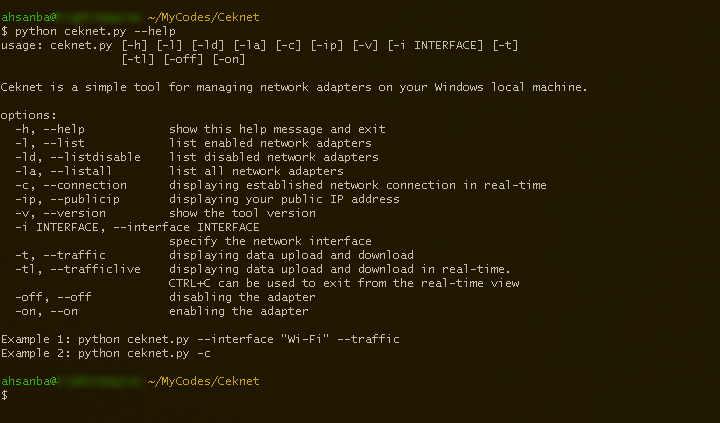 ahsanba@ ~/MyCodes/Ceknet
$ python ceknet.py --help
usage: ceknet.py [-h] [-l] [-ld] [-la] [-c] [-ip] [-v] [-i INTERFACE] [-t]
[-tl] [-off] [-on]
Ceknet is a simple tool for managing network adapters on your Windows local machine.
options:
-h, --help show this help message and exit
-l, --list list enabled network adapters
-ld, --listdisable list disabled network adapters
-la, --listall list all network adapters
-c, --connection displaying established network connection in real-time
-ip, --publicip displaying your public IP address
-v, --version show the tool version
-i INTERFACE, --interface INTERFACE
specify the network interface
-t, --traffic displaying data upload and download
-tl, --trafficlive displaying data upload and download in real-time.
CTRL+C can be used to exit from the real-time view
-off, --off disabling the adapter
-on, --on enabling the adapter
Example 1: python ceknet.py --interface "Wi-Fi" --traffic
Example 2: python ceknet.py -c
ahsanba@ ~/MyCodes/Ceknet
$